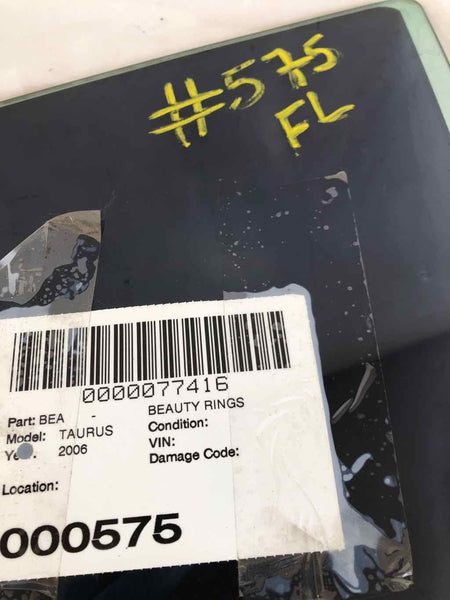 #575
FL
0000077416
Part: BEA - BEAUTY RINGS
Model: TAURUS Condition:
2006 VIN:
Damage Code:
Location:
000575